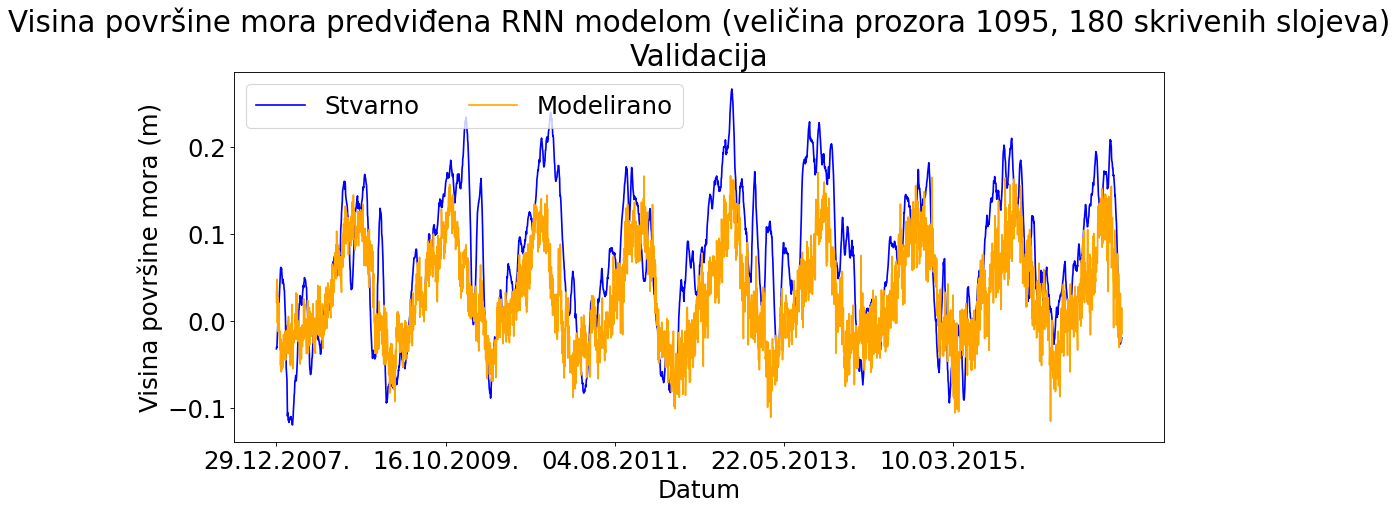 Visina površine mora predviđena RNN modelom (veličina prozora 1095, 180 skrivenih slojeva)
Validacija
Stvarno
Modelirano
Visina površine mora (m)
0.2
0.1
0.0
−0.1
29.12.2007.
16.10.2009.
04.08.2011.
22.05.2013.
10.03.2015.
Datum